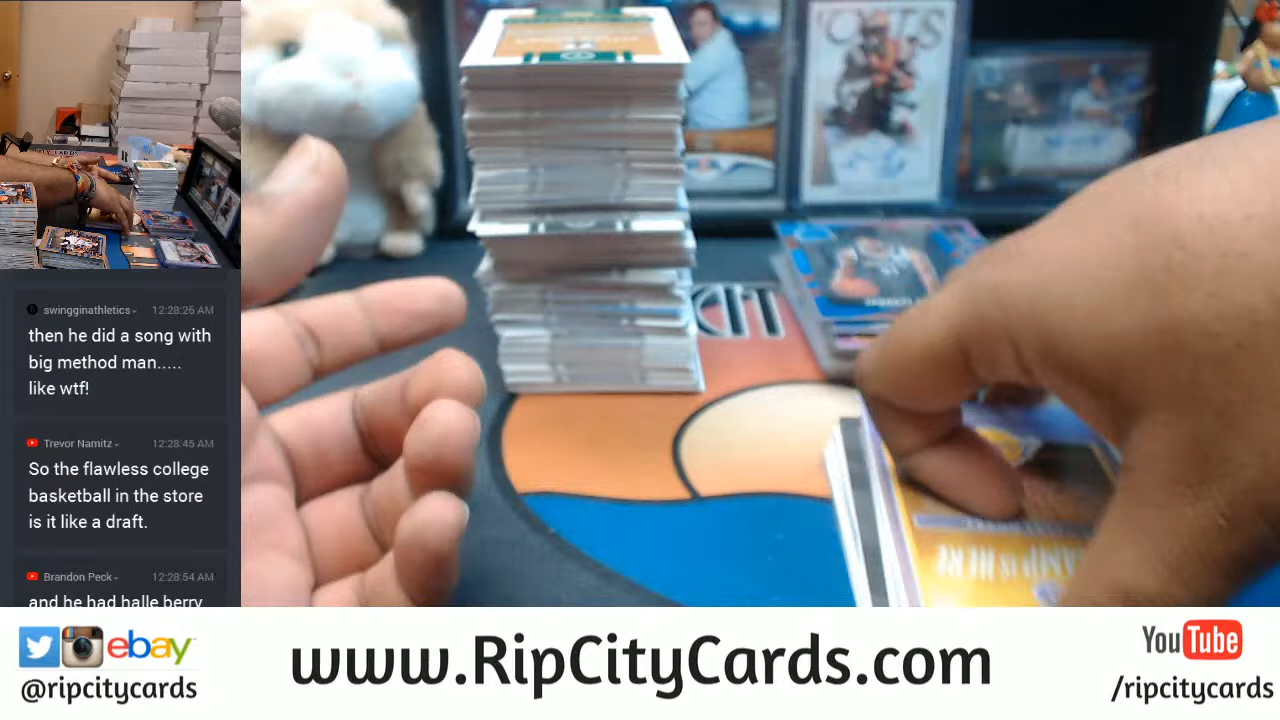 swingginathletics 12:28:26 AM
then he did a song with
big method man.....
like wtf!
Trevor Namitz 12:28:45 AM
So the flawless college
basketball in the store
is it like a draft.
Brandon Peck 12:28:54 AM
and he had halle berry
ebay
@ripcitycards
www.RipCityCards.com
YouTube
/ripcitycards